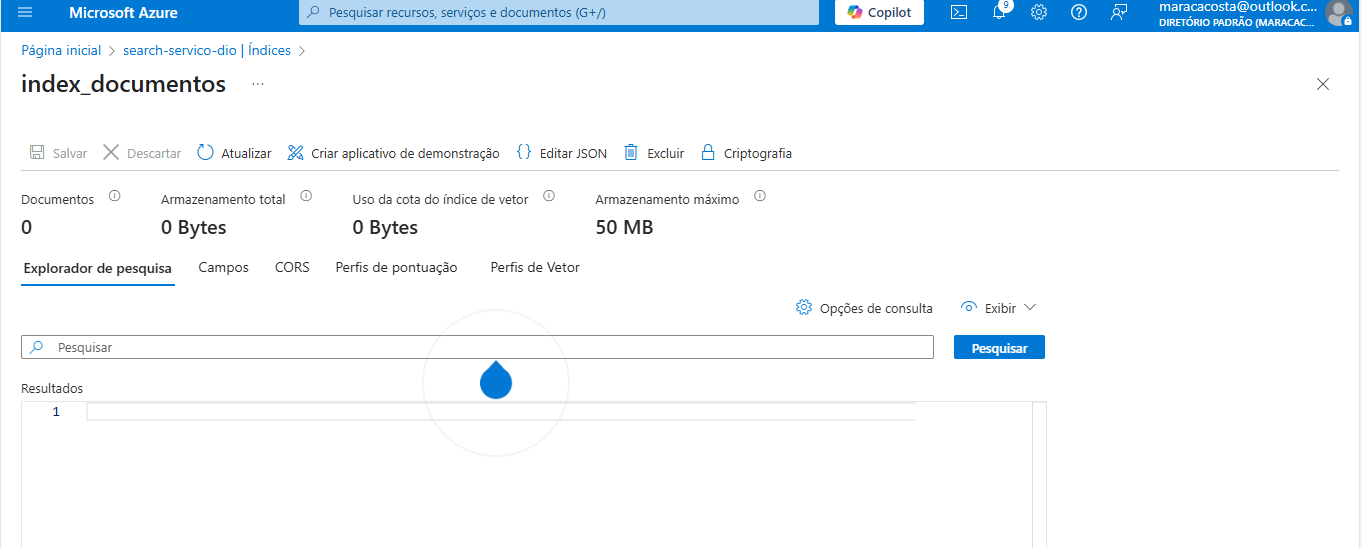 Microsoft Azure
Pesquisar recursos, serviços e documentos (G+/)
Copilot
9
maracacosta@outlook.c...
DIRETÓRIO PADRÃO (MARACAC...
Página inicial > search-servico-dio | Índices >
index_documentos ...
Salvar Descartar Atualizar Criar aplicativo de demonstração {} Editar JSON Excluir Criptografia
Documentos Armazenamento total Uso da cota do índice de vetor Armazenamento máximo
0 0 Bytes 0 Bytes 50 MB
Explorador de pesquisa Campos CORS Perfis de pontuação Perfis de Vetor
Opções de consulta Exibir
Pesquisar Pesquisar
Resultados
1